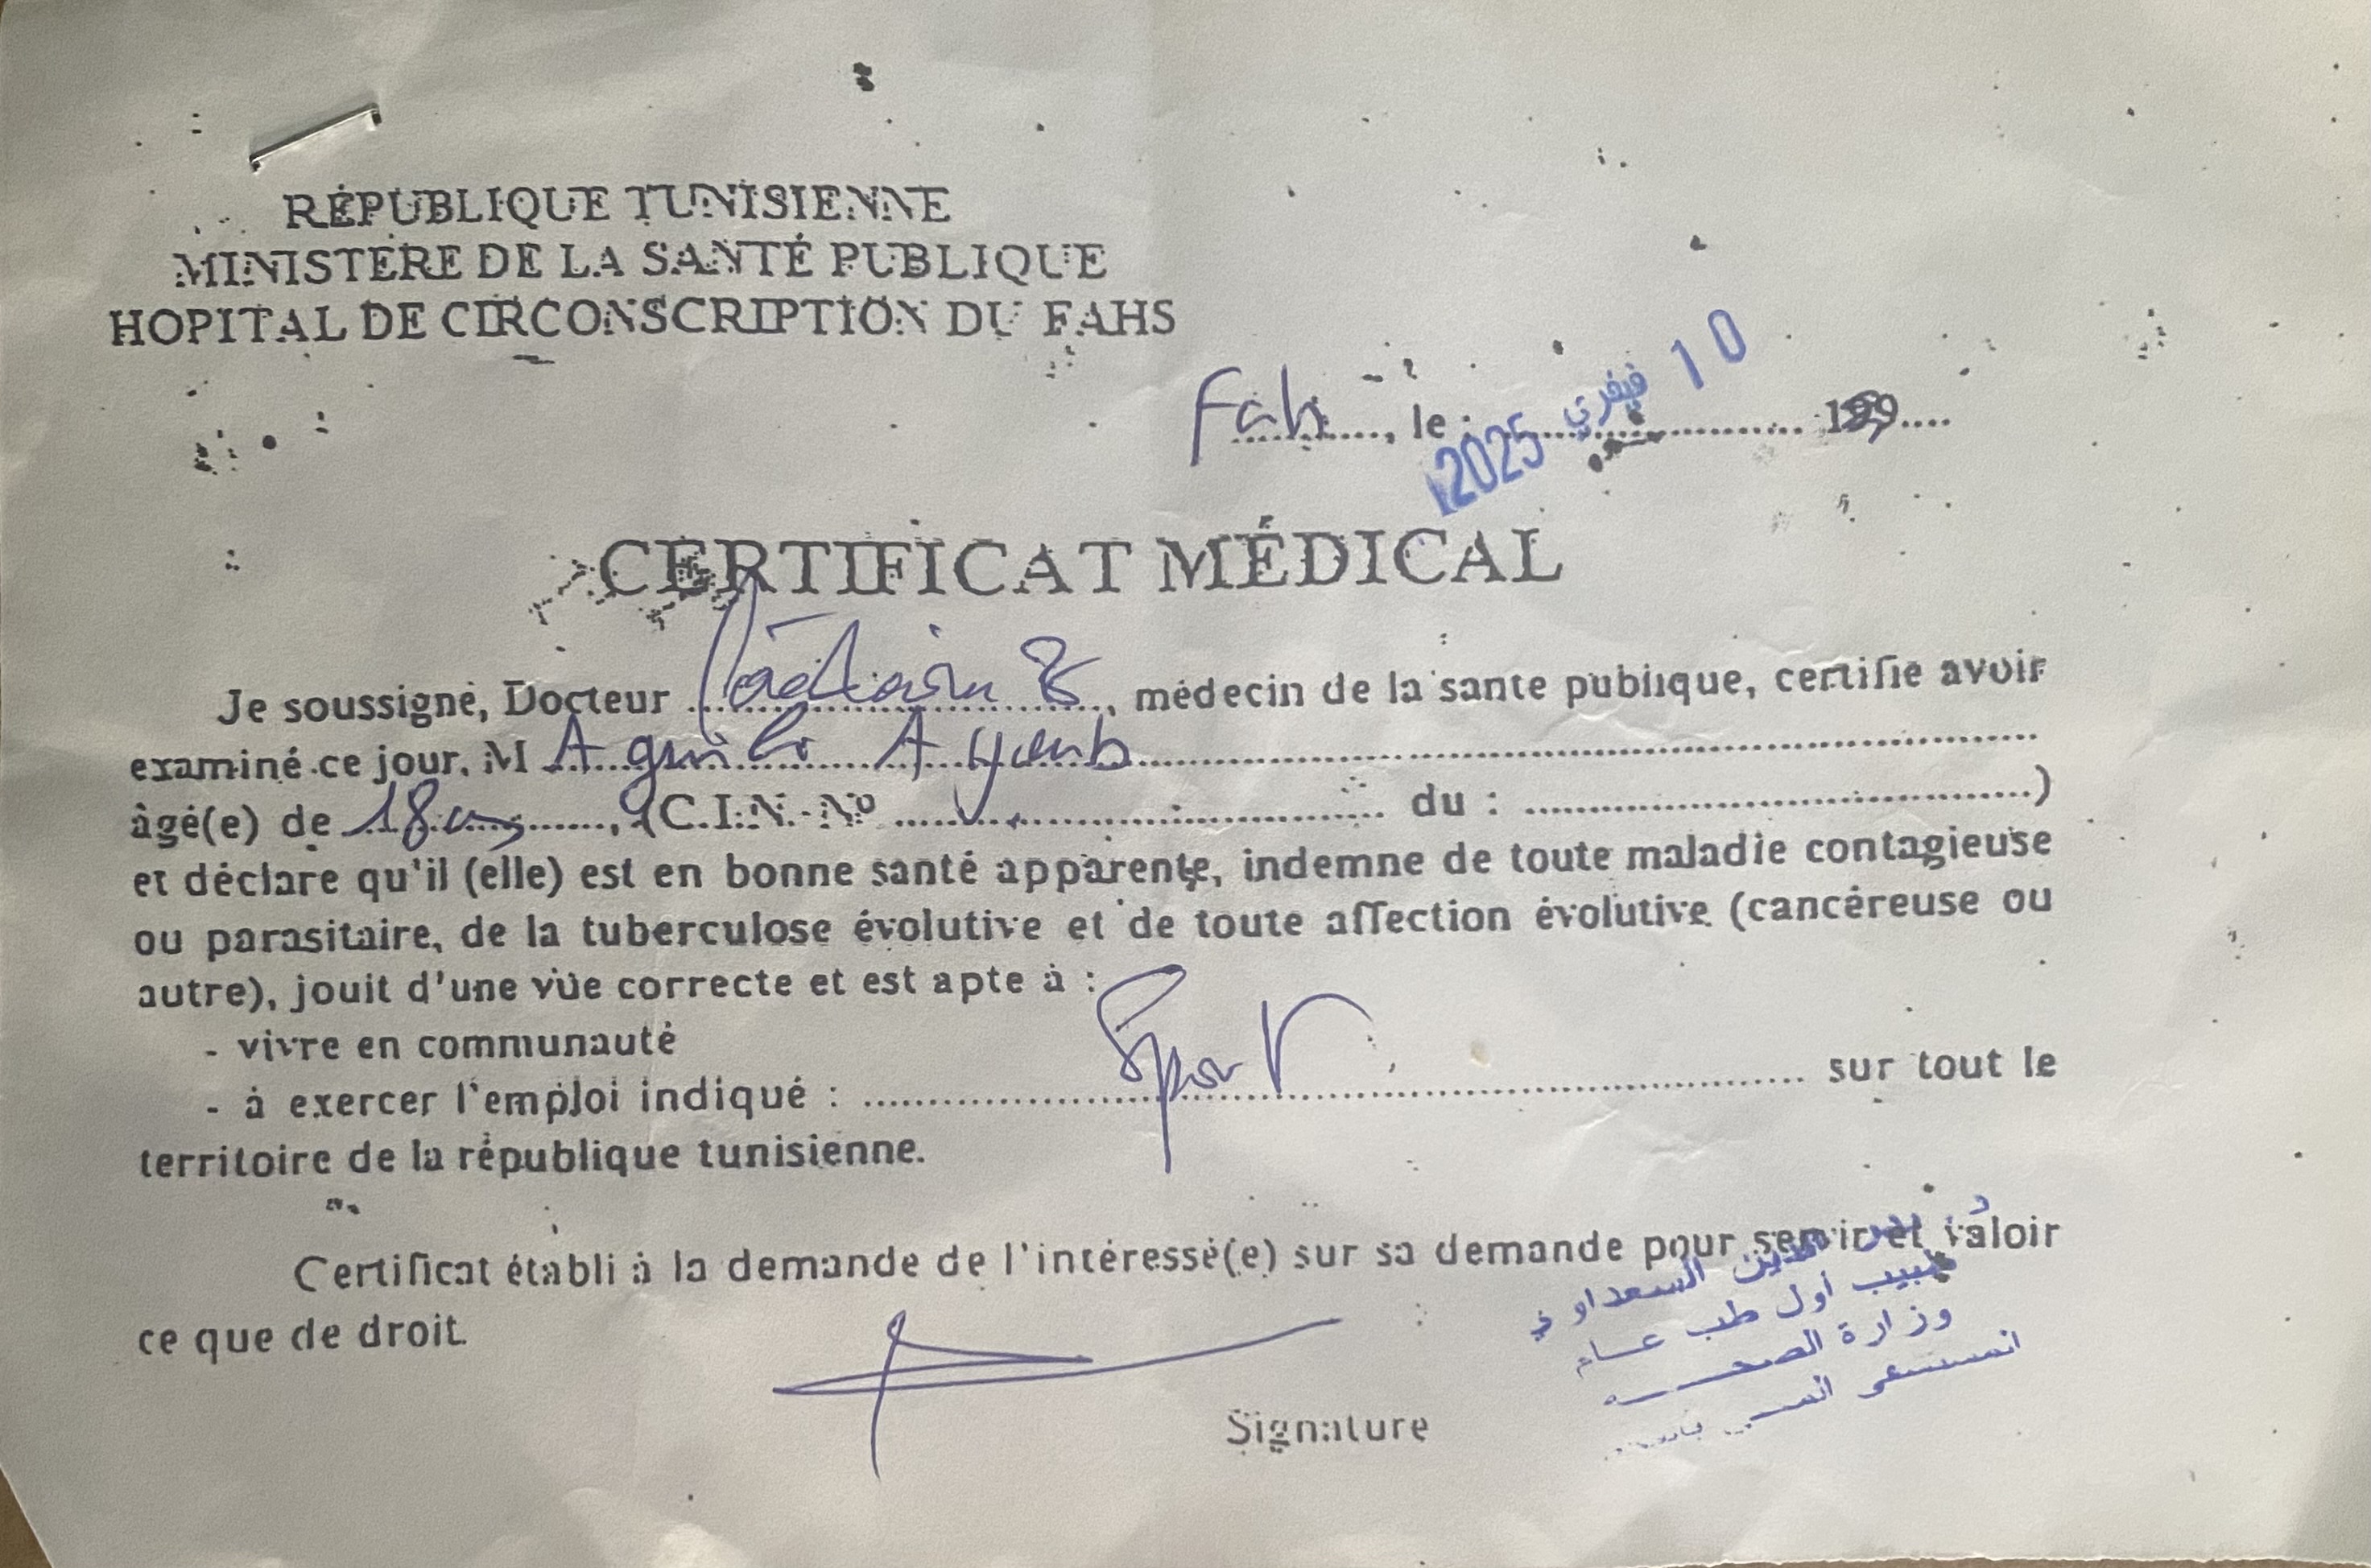 RÉPUBLIQUE TUNISIENNE
MINISTERE DE LA SANTÉ PUBLIQUE
HOPITAL DE CIRCONSCRIPTION DU FAHS
Fah, le : 10 فيفري 2025 199
CERTIFICAT MÉDICAL
Je soussigné, Docteur, médecin de la sante publique, certifie avoir
examiné ce jour, M Ayoub
âgé(e) de 18 ans, (C.I.N. Nº du : )
et déclare qu'il (elle) est en bonne santé apparente, indemne de toute maladie contagieuse
ou parasitaire, de la tuberculose évolutive et de toute affection évolutive (cancéreuse ou
autre), jouit d'une vue correcte et est apte à :
- vivre en communauté
- à exercer l'emploi indiqué : Sport sur tout le
territoire de la république tunisienne.
Certificat établi à la demande de l'intéressé(e) sur sa demande pour servir et valoir
ce que de droit.
الدين السعداوي
طبيب أول طب عام
وزارة الصحة
Signature